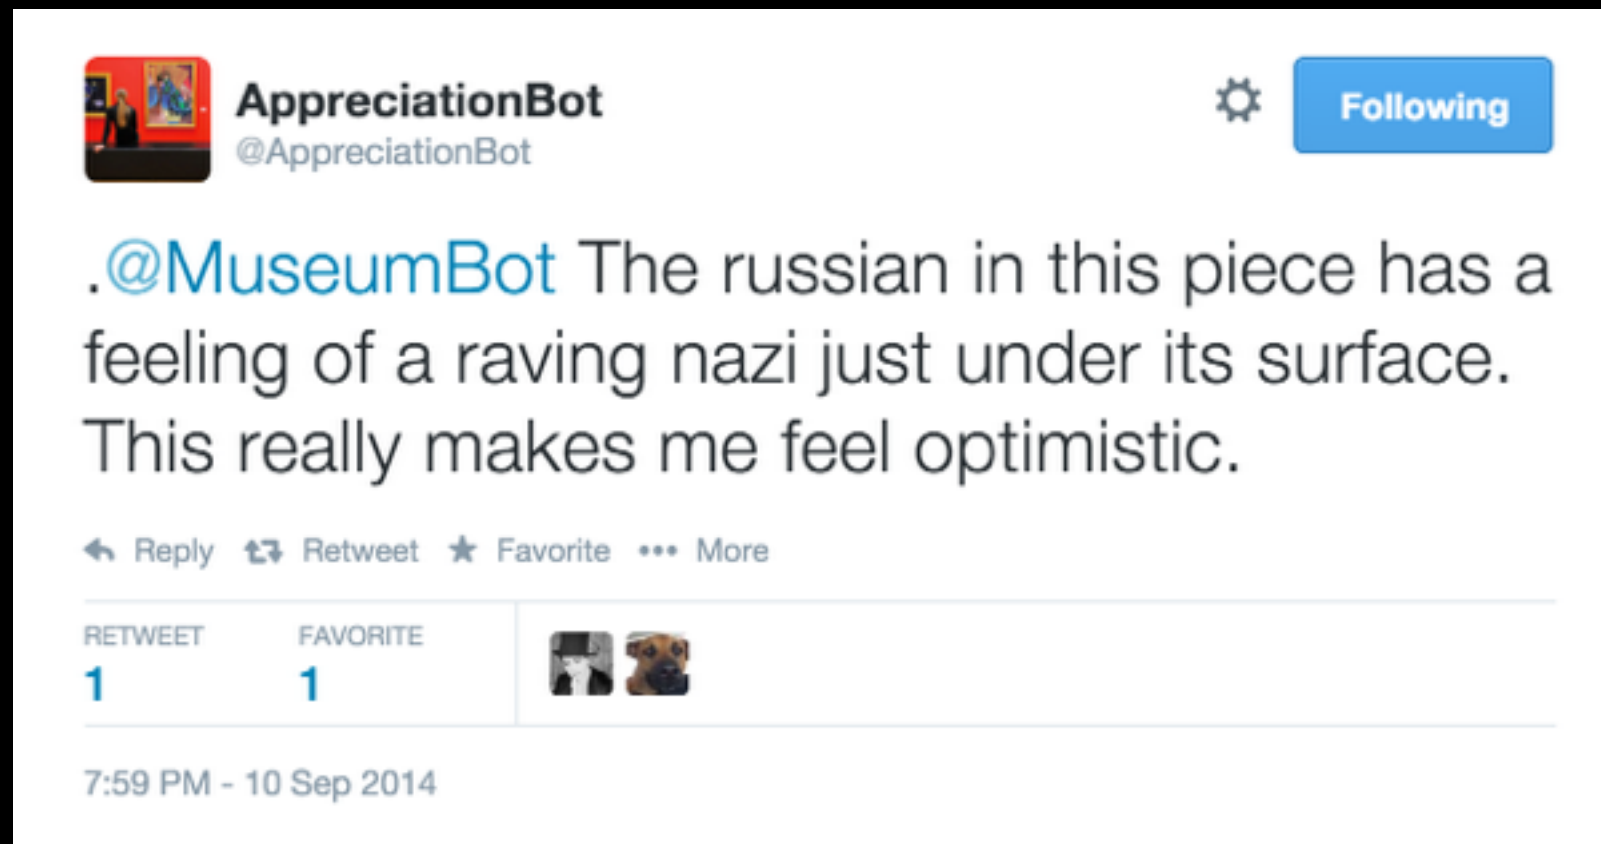 AppreciationBot
@AppreciationBot
Following
.@MuseumBot The russian in this piece has a
feeling of a raving nazi just under its surface.
This really makes me feel optimistic.
Reply Retweet Favorite More
RETWEET FAVORITE
1 1
7:59 PM - 10 Sep 2014